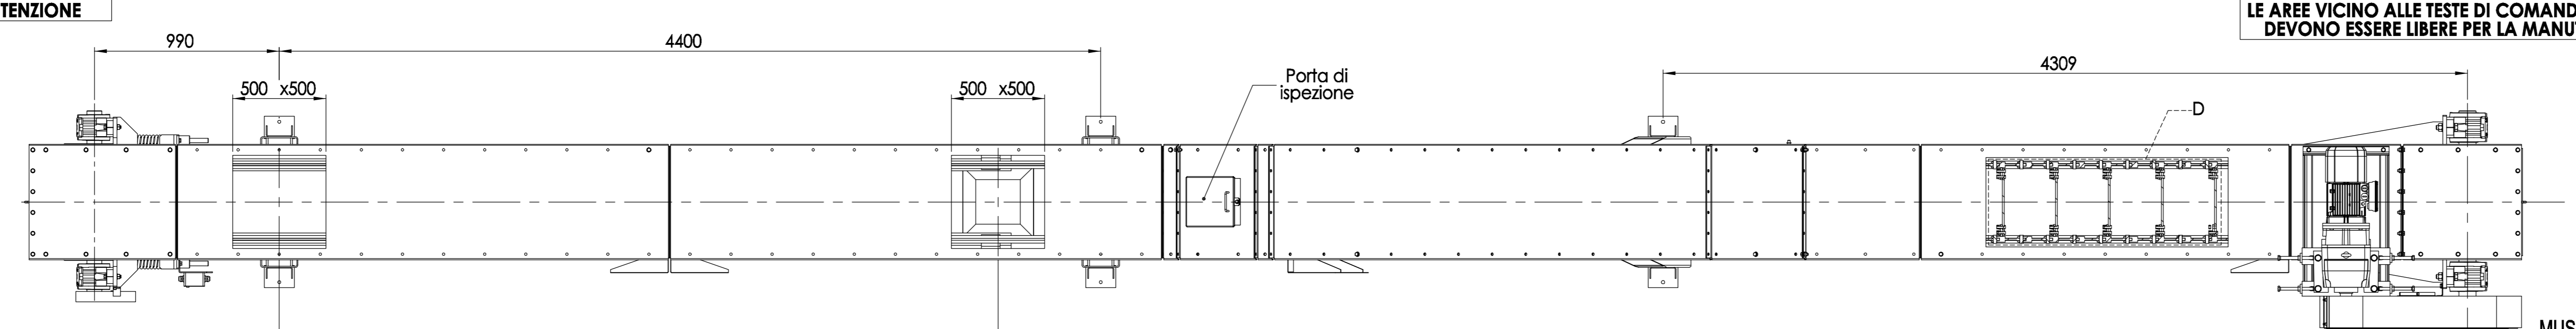 TENZIONE
LE AREE VICINO ALLE TESTE DI COMAND
DEVONO ESSERE LIBERE PER LA MANU
990
4400
4309
500 x500
500 x500
Porta di
ispezione
D
MUS